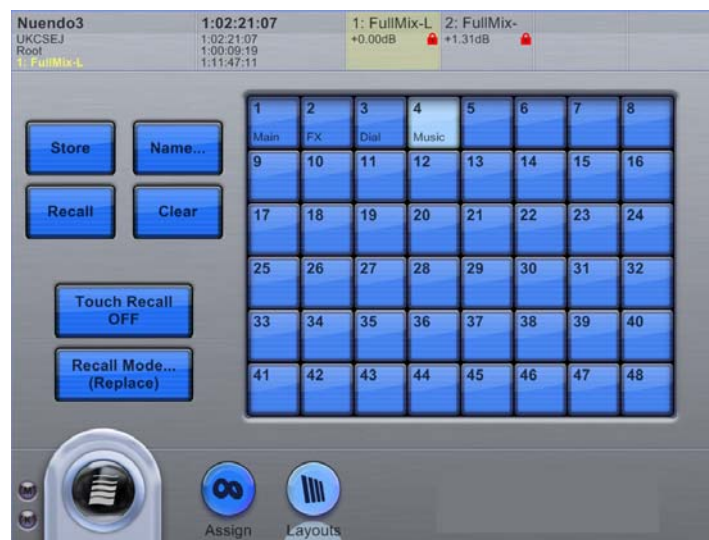 Nuendo3
UKCSEJ
Root
1: FullMix-L
1:02:21:07
1:02:21:07
1:00:09:19
1:11:47:11
1: FullMix-L
+0.00dB
2: FullMix-
+1.31dB
Store
Name...
Recall
Clear
Touch Recall
OFF
Recall Mode...
(Replace)
1 2 3 4 5 6 7 8
Main FX Dial Music
9 10 11 12 13 14 15 16
17 18 19 20 21 22 23 24
25 26 27 28 29 30 31 32
33 34 35 36 37 38 39 40
41 42 43 44 45 46 47 48
M
Assign
Layouts